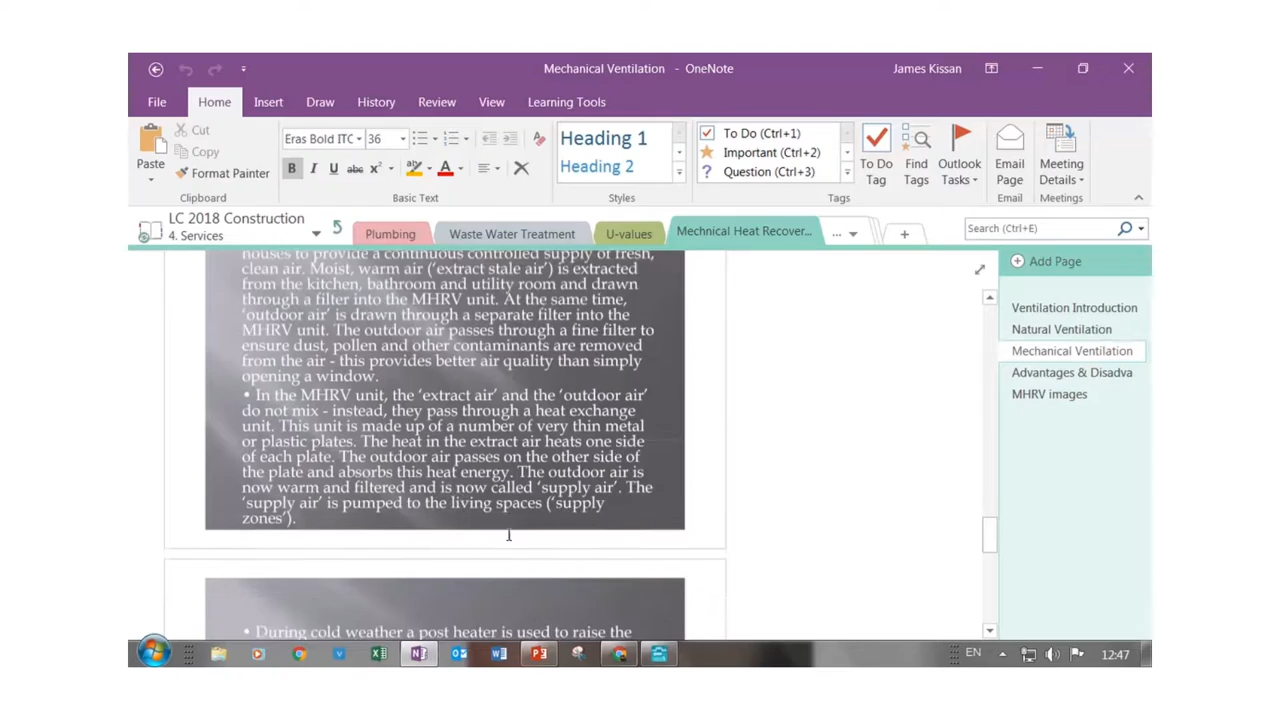 Mechanical Ventilation - OneNote
James Kissan
File
Home
Insert
Draw
History
Review
View
Learning Tools
Paste
Cut
Copy
Format Painter
Clipboard
Eras Bold ITC
36
B I U abc x²
A
Basic Text
Heading 1
Heading 2
Styles
To Do (Ctrl+1)
Important (Ctrl+2)
? Question (Ctrl+3)
To Do
Tag
Find
Tags
Outlook
Tasks
Tags
Email
Page
Email
Meeting
Details
Meetings
LC 2018 Construction
4. Services
Plumbing
Waste Water Treatment
U-values
Mechnical Heat Recover...
...
+
Search (Ctrl+E)
houses to provide a continuous controlled supply of fresh,
clean air. Moist, warm air (‘extract stale air’) is extracted
from the kitchen, bathroom and utility room and drawn
through a filter into the MHRV unit. At the same time,
‘outdoor air’ is drawn through a separate filter into the
MHRV unit. The outdoor air passes through a fine filter to
ensure dust, pollen and other contaminants are removed
from the air - this provides better air quality than simply
opening a window.
• In the MHRV unit, the ‘extract air’ and the ‘outdoor air’
do not mix - instead, they pass through a heat exchange
unit. This unit is made up of a number of very thin metal
or plastic plates. The heat in the extract air heats one side
of each plate. The outdoor air passes on the other side of
the plate and absorbs this heat energy. The outdoor air is
now warm and filtered and is now called ‘supply air’. The
‘supply air’ is pumped to the living spaces (‘supply
zones’).
• During cold weather a post heater is used to raise the
Add Page
Ventilation Introduction
Natural Ventilation
Mechanical Ventilation
Advantages & Disadva
MHRV images
EN
12:47